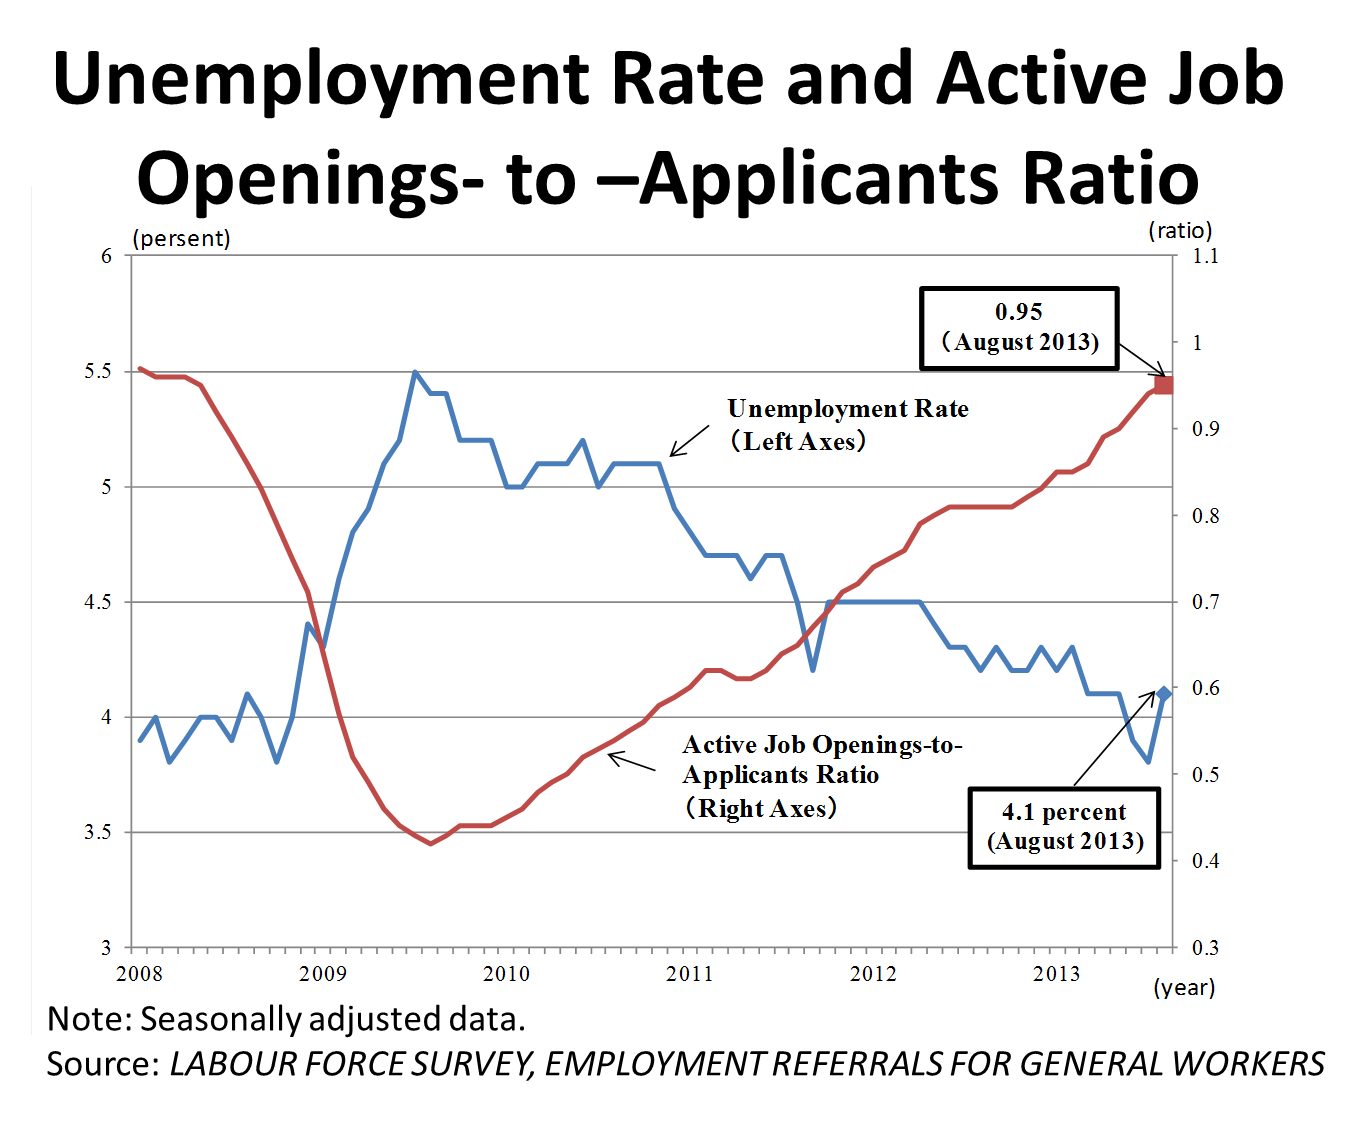 Unemployment Rate and Active Job
Openings- to –Applicants Ratio
(persent)
(ratio)
6
5.5
5
4.5
4
3.5
3
1.1
1
0.9
0.8
0.7
0.6
0.5
0.4
0.3
0.95
（August 2013)
Unemployment Rate
（Left Axes）
Active Job Openings-to-
Applicants Ratio
（Right Axes）
4.1 percent
(August 2013)
2008 2009 2010 2011 2012 2013
(year)
Note: Seasonally adjusted data.
Source: LABOUR FORCE SURVEY, EMPLOYMENT REFERRALS FOR GENERAL WORKERS